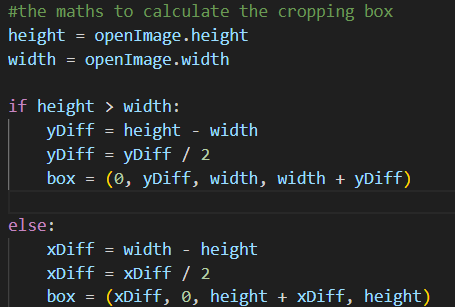 #the maths to calculate the cropping box
height = openImage.height
width = openImage.width
if height > width:
    yDiff = height - width
    yDiff = yDiff / 2
    box = (0, yDiff, width, width + yDiff)
else:
    xDiff = width - height
    xDiff = xDiff / 2
    box = (xDiff, 0, height + xDiff, height)